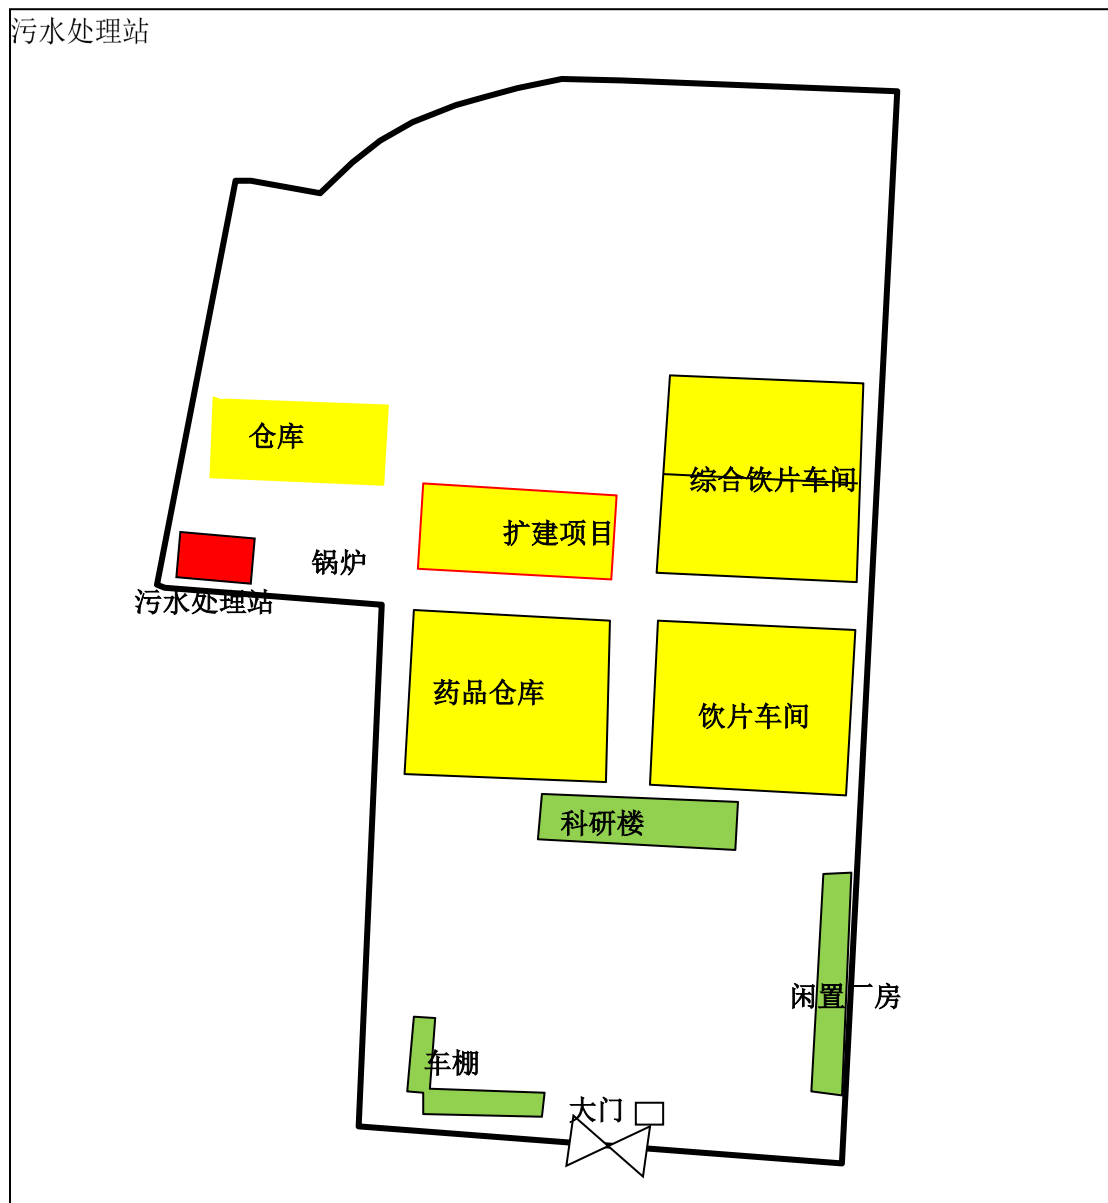 污水处理站
仓库
综合饮片车间
扩建项目
锅炉
污水处理站
药品仓库
饮片车间
科研楼
闲置厂房
车棚
大门